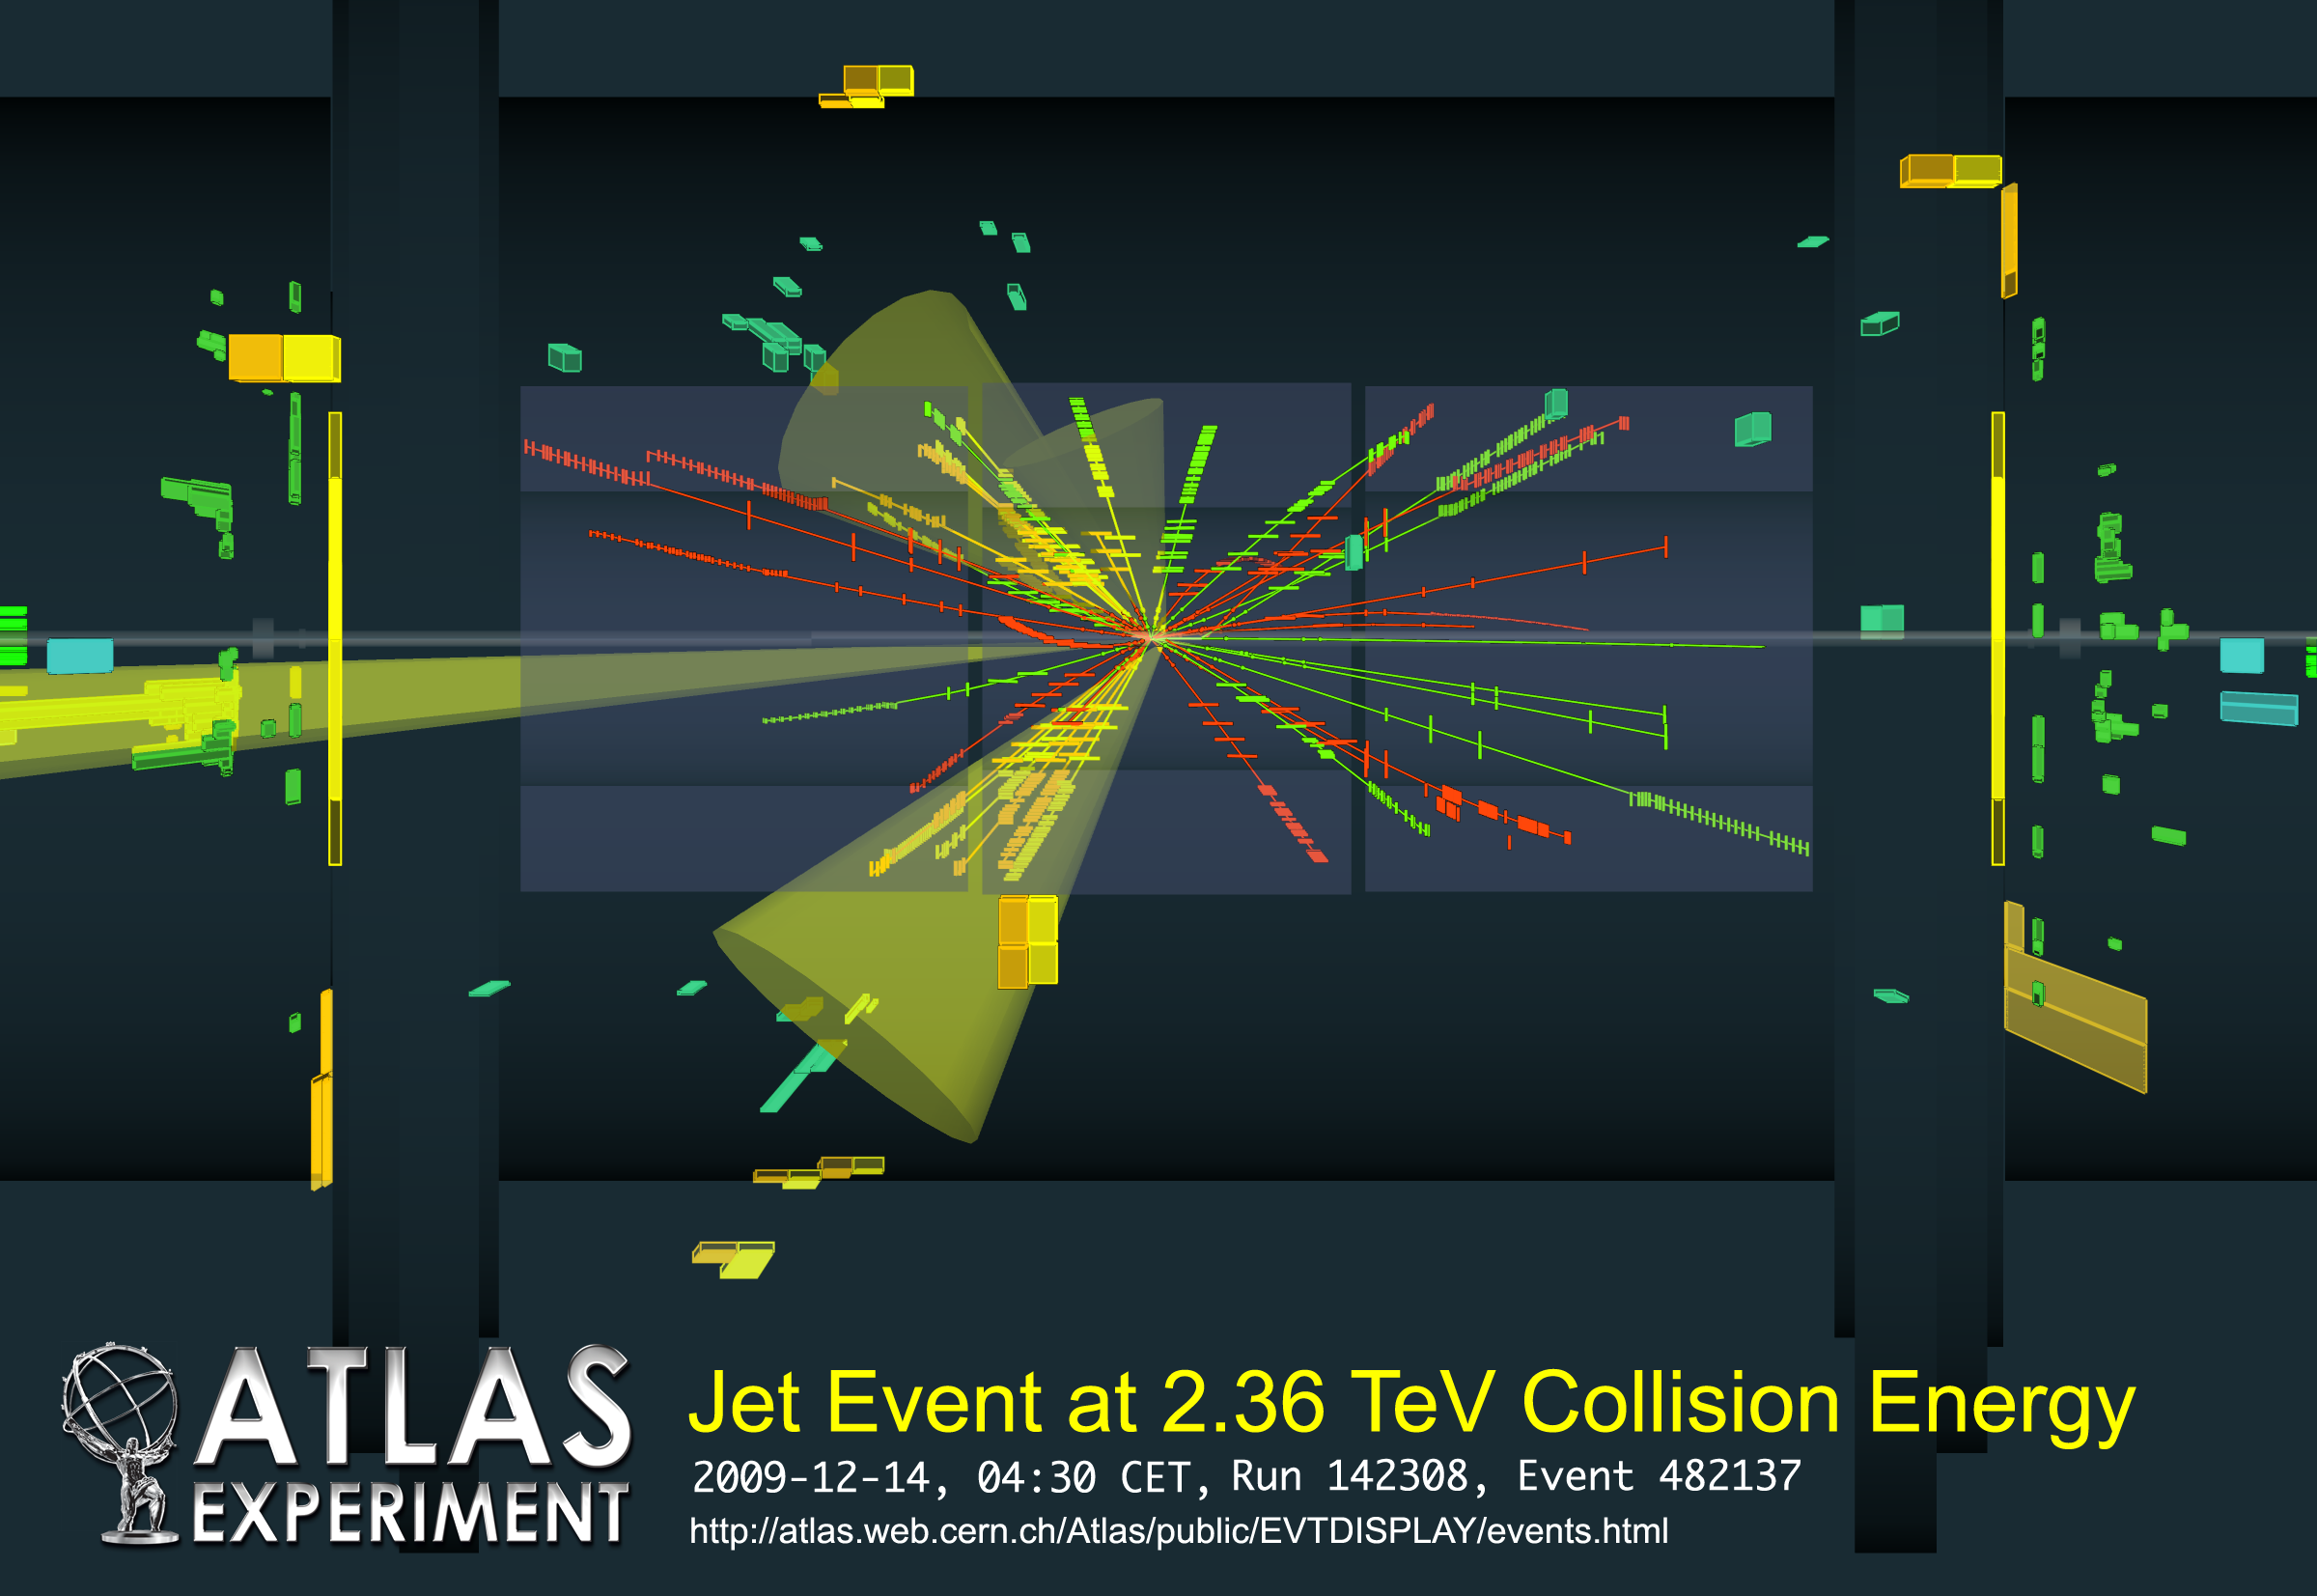 ATLAS
EXPERIMENT
Jet Event at 2.36 TeV Collision Energy
2009-12-14, 04:30 CET, Run 142308, Event 482137
http://atlas.web.cern.ch/Atlas/public/EVTDISPLAY/events.html